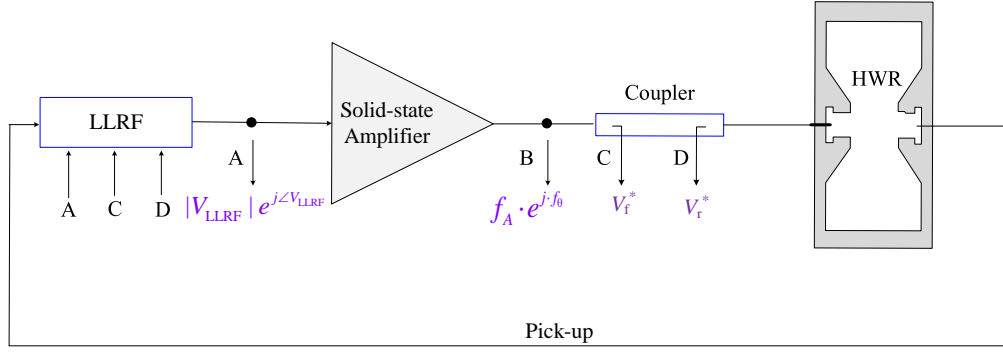 HWR
Coupler
Solid-state
Amplifier
LLRF
A
B
C
D
A
C
D
|V_LLRF| e^{j∠V_LLRF}
f_A · e^{j·f_θ}
V_f^*
V_r^*
Pick-up